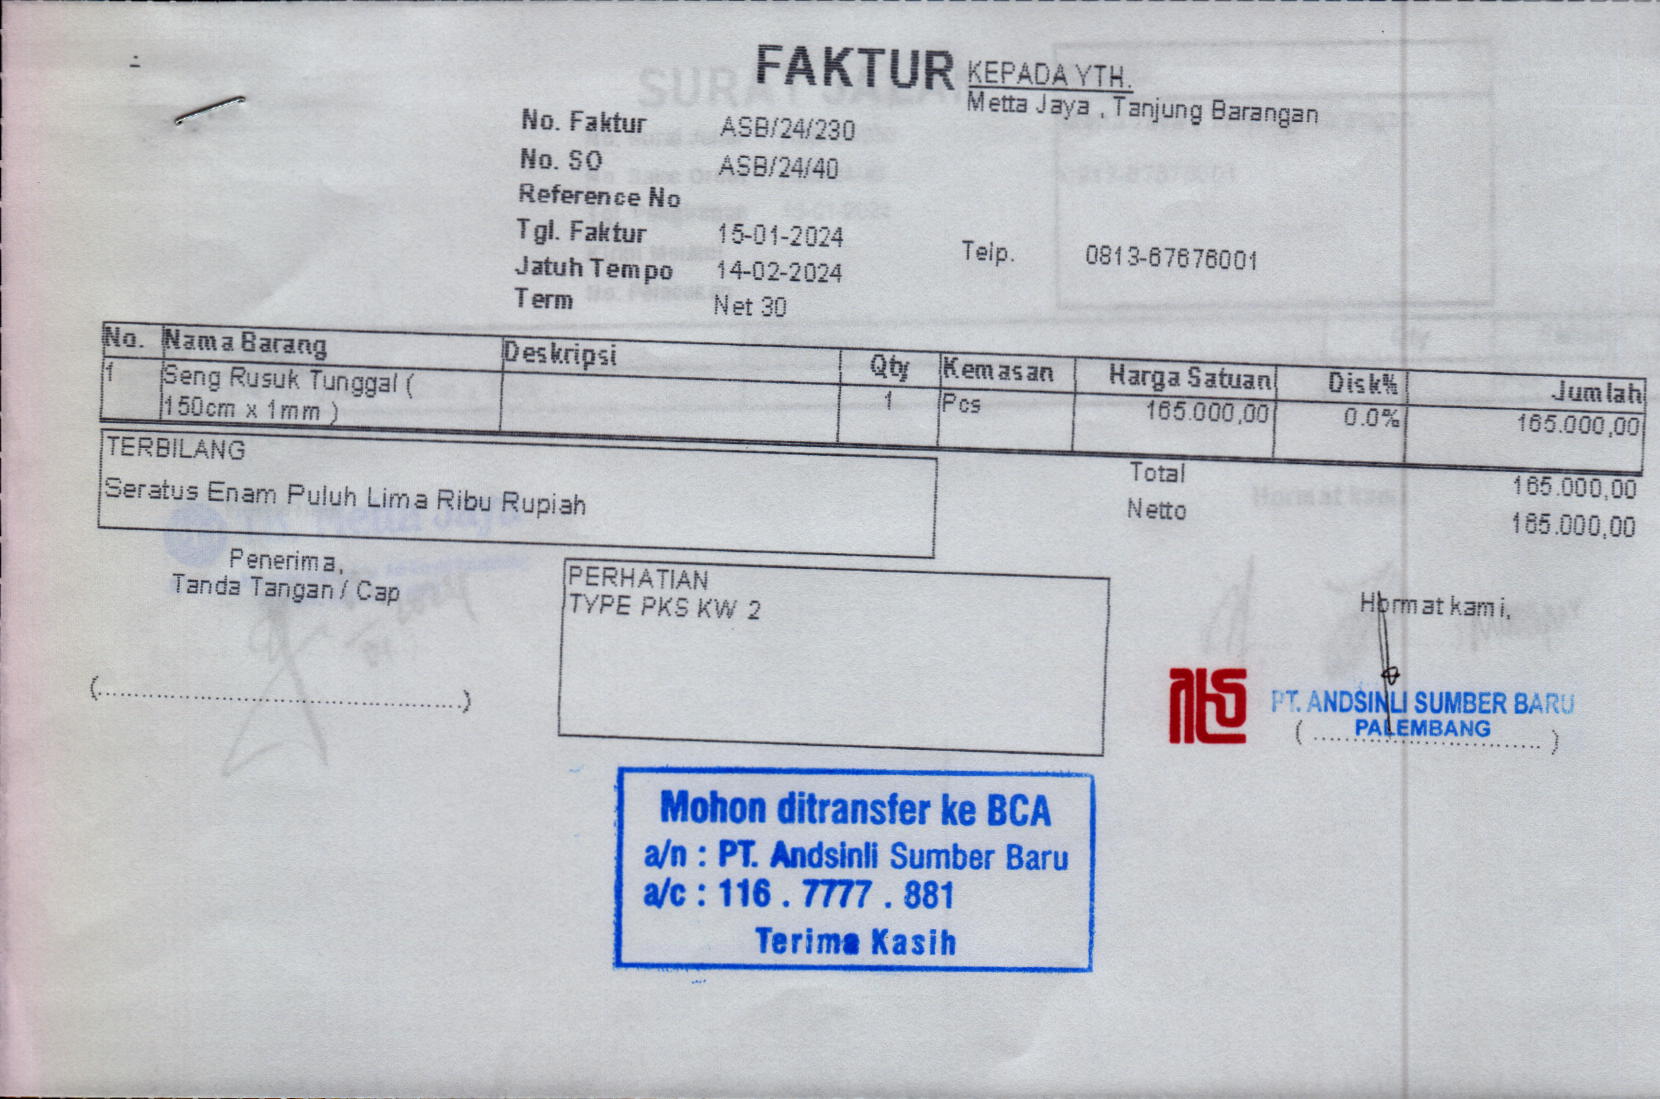 FAKTUR
KEPADA YTH.
Metta Jaya , Tanjung Barangan
No. Faktur ASB/24/230
No. SO ASB/24/40
Reference No
Tgl. Faktur 15-01-2024
Jatuh Tempo 14-02-2024
Term Net 30
Telp. 0813-67676001
No. Nama Barang Deskripsi Qty Kemasan Harga Satuan Disk% Jumlah
1 Seng Rusuk Tunggal ( 1 Pcs 165.000,00 0.0% 165.000,00
150cm x 1mm )
TERBILANG
Seratus Enam Puluh Lima Ribu Rupiah
Total 165.000,00
Netto 165.000,00
Penerima,
Tanda Tangan / Cap
(..............................................................)
PERHATIAN
TYPE PKS KW 2
Hormat kami,
PT. ANDSINLI SUMBER BARU
PALEMBANG
( ....................................... )
Mohon ditransfer ke BCA
a/n : PT. Andsinli Sumber Baru
a/c : 116 . 7777 . 881
Terima Kasih